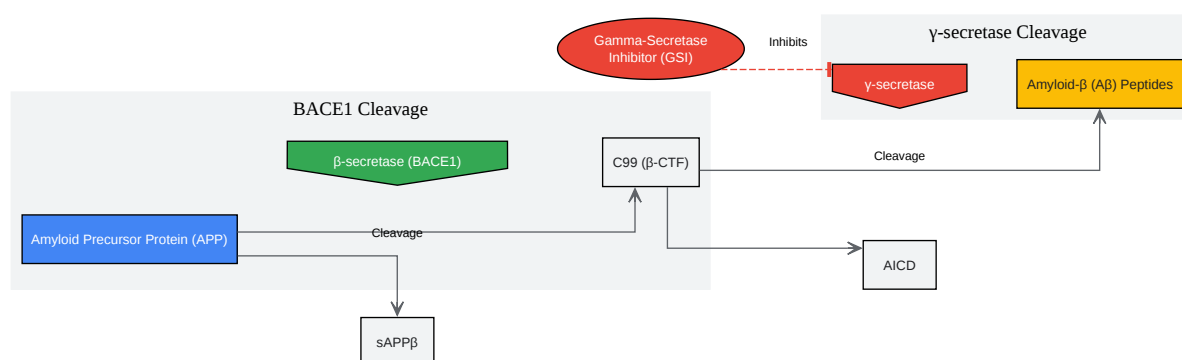 γ-secretase Cleavage
Gamma-Secretase
Inhibitor (GSI)
Inhibits
γ-secretase
Amyloid-β (Aβ) Peptides
BACE1 Cleavage
β-secretase (BACE1)
C99 (β-CTF)
Cleavage
Amyloid Precursor Protein (APP)
Cleavage
AICD
sAPPβ